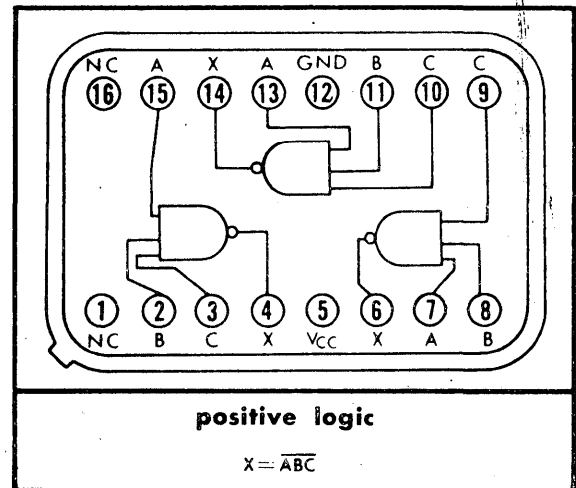 NC A X A GND B C C
16 15 14 13 12 11 10 9
1 2 3 4 5 6 7 8
NC B C X VCC X A B
positive logic
X = \overline{ABC}